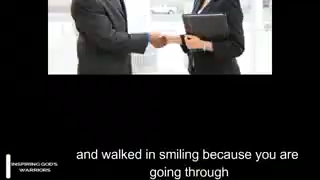 INSPIRING GOD'S
WARRIORS
and walked in smiling because you are
going through